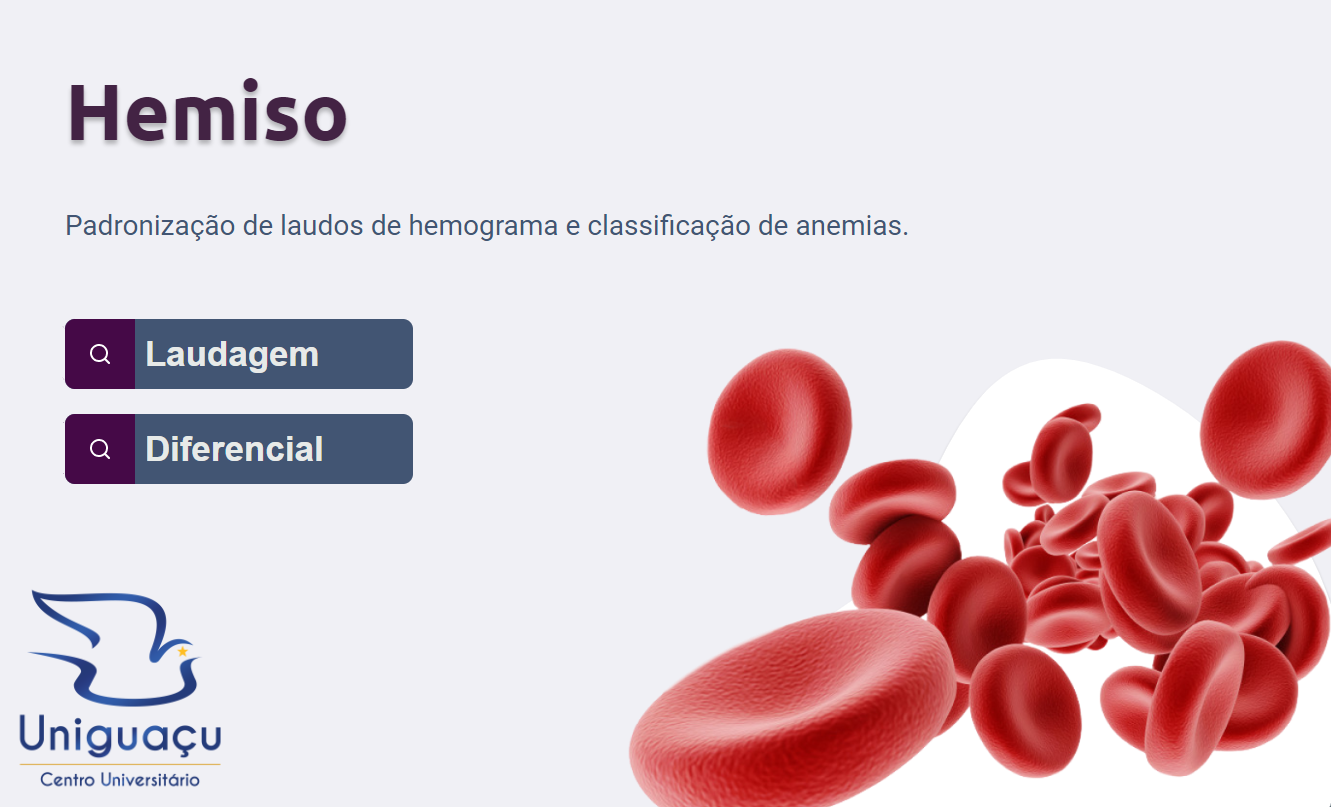 Hemiso
Padronização de laudos de hemograma e classificação de anemias.
Laudagem
Diferencial
Uniguaçu
Centro Universitário